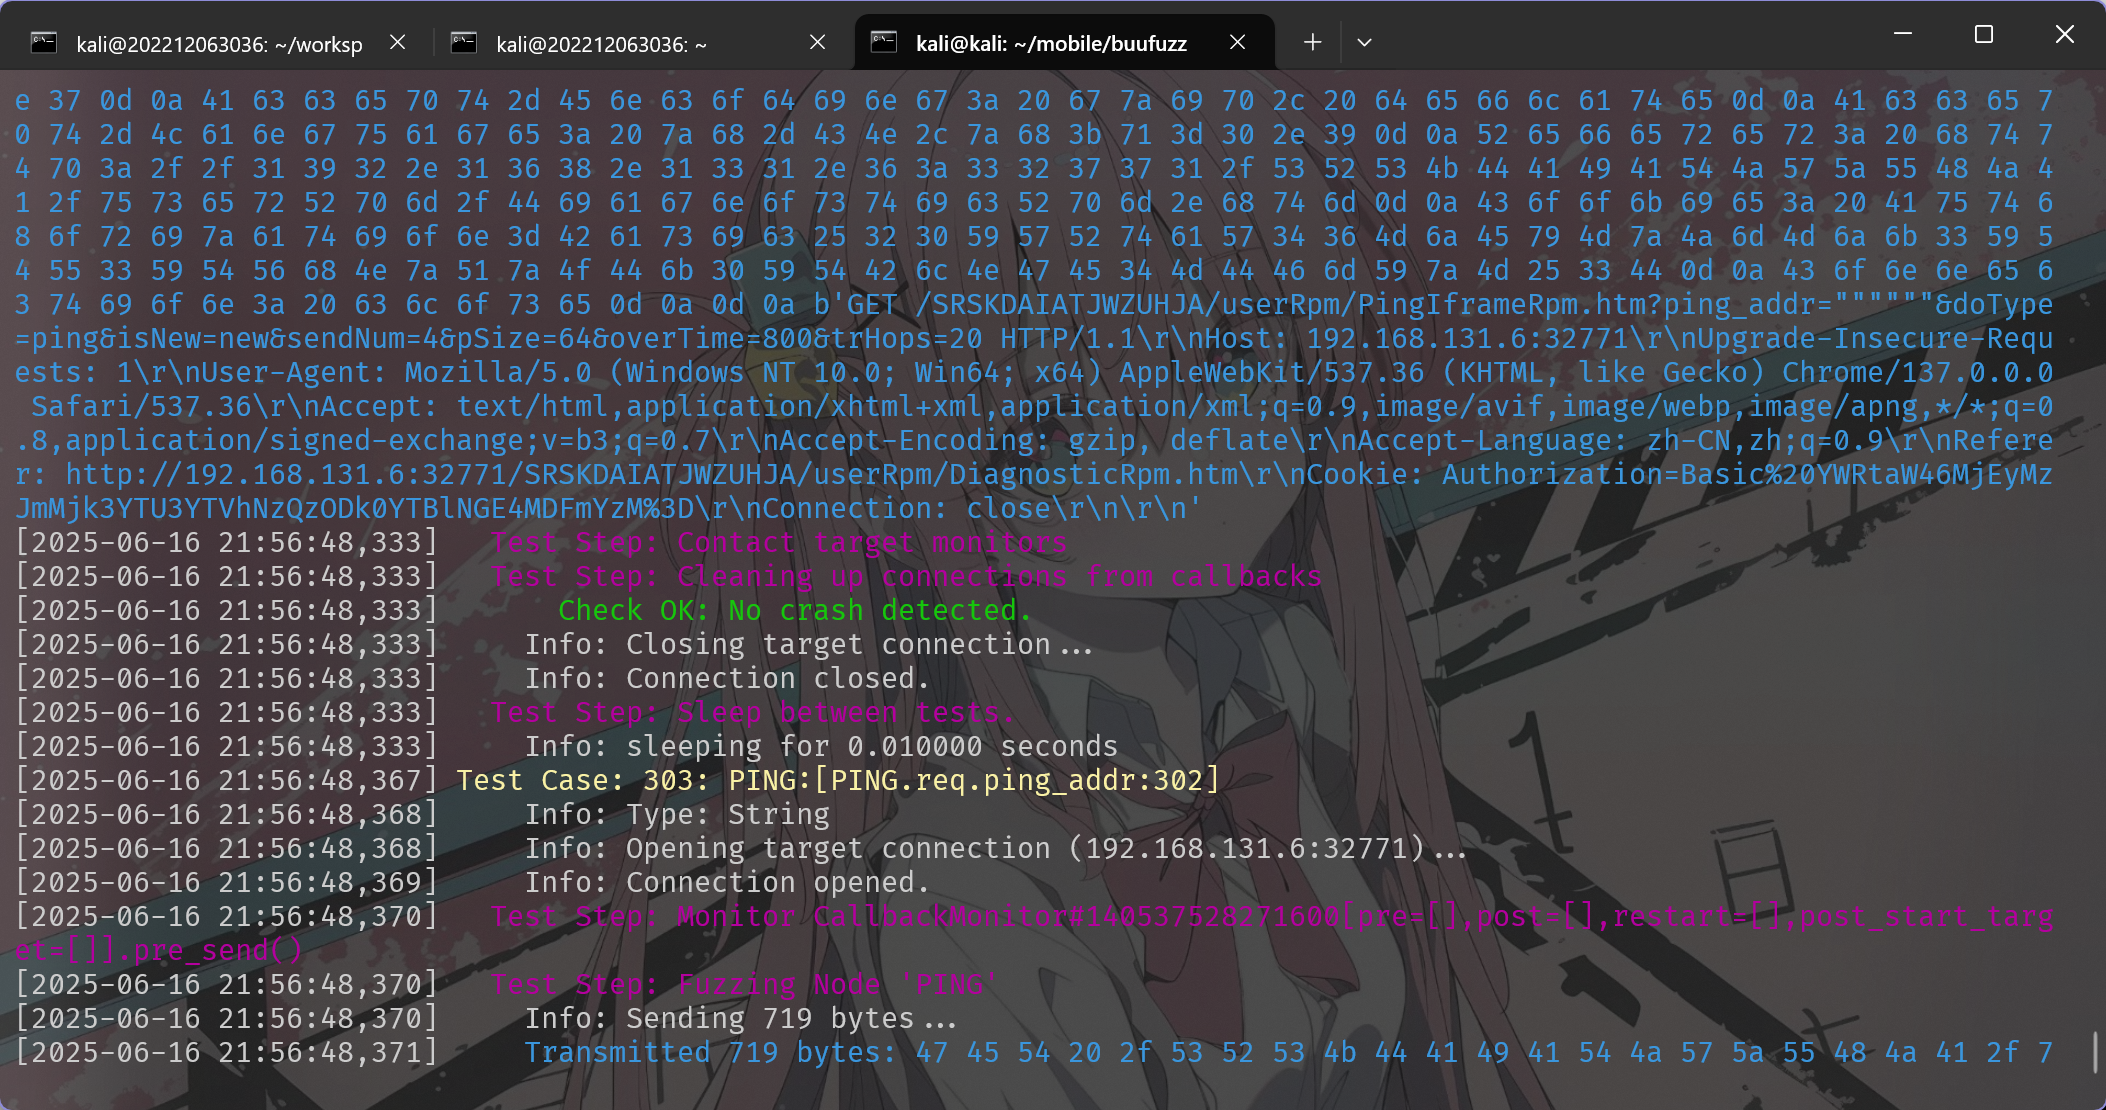 kali@202212063036: ~/worksp
kali@202212063036: ~
kali@kali: ~/mobile/buufuzz
e 37 0d 0a 41 63 63 65 70 74 2d 45 6e 63 6f 64 69 6e 67 3a 20 67 7a 69 70 2c 20 64 65 66 6c 61 74 65 0d 0a 41 63 63 65 7
0 74 2d 4c 61 6e 67 75 61 67 65 3a 20 7a 68 2d 43 4e 2c 7a 68 3b 71 3d 30 2e 39 0d 0a 52 65 66 65 72 65 72 3a 20 68 74 7
4 70 3a 2f 2f 31 39 32 2e 31 36 38 2e 31 33 31 2e 36 3a 33 32 37 37 31 2f 53 52 53 4b 44 41 49 41 54 4a 57 5a 55 48 4a 4
1 2f 75 73 65 72 52 70 6d 2f 44 69 61 67 6e 6f 73 74 69 63 52 70 6d 2e 68 74 6d 0d 0a 43 6f 6f 6b 69 65 3a 20 41 75 74 6
8 6f 72 69 7a 61 74 69 6f 6e 3d 42 61 73 69 63 25 32 30 59 57 52 74 61 57 34 36 4d 6a 45 79 4d 7a 4a 6d 4d 6a 6b 33 59 5
4 55 33 59 54 56 68 4e 7a 51 7a 4f 44 6b 30 59 54 42 6c 4e 47 45 34 4d 44 46 6d 59 7a 4d 25 33 44 0d 0a 43 6f 6e 6e 65 6
3 74 69 6f 6e 3a 20 63 6c 6f 73 65 0d 0a 0d 0a b'GET /SRSKDAIATJWZUHJA/userRpm/PingIframeRpm.htm?ping_addr=""""""&doType
=ping&isNew=new&sendNum=4&pSize=64&overTime=800&trHops=20 HTTP/1.1\r\nHost: 192.168.131.6:32771\r\nUpgrade-Insecure-Requ
ests: 1\r\nUser-Agent: Mozilla/5.0 (Windows NT 10.0; Win64; x64) AppleWebKit/537.36 (KHTML, like Gecko) Chrome/137.0.0.0
 Safari/537.36\r\nAccept: text/html,application/xhtml+xml,application/xml;q=0.9,image/avif,image/webp,image/apng,*/*;q=0
.8,application/signed-exchange;v=b3;q=0.7\r\nAccept-Encoding: gzip, deflate\r\nAccept-Language: zh-CN,zh;q=0.9\r\nRefere
r: http://192.168.131.6:32771/SRSKDAIATJWZUHJA/userRpm/DiagnosticRpm.htm\r\nCookie: Authorization=Basic%20YWRtaW46MjEyMz
JmMjk3YTU3YTVhNzQzODk0YTBlNGE4MDFmYzM%3D\r\nConnection: close\r\n\r\n'
[2025-06-16 21:56:48,333]   Test Step: Contact target monitors
[2025-06-16 21:56:48,333]   Test Step: Cleaning up connections from callbacks
[2025-06-16 21:56:48,333]       Check OK: No crash detected.
[2025-06-16 21:56:48,333]     Info: Closing target connection...
[2025-06-16 21:56:48,333]     Info: Connection closed.
[2025-06-16 21:56:48,333]   Test Step: Sleep between tests.
[2025-06-16 21:56:48,333]     Info: sleeping for 0.010000 seconds
[2025-06-16 21:56:48,367] Test Case: 303: PING:[PING.req.ping_addr:302]
[2025-06-16 21:56:48,368]     Info: Type: String
[2025-06-16 21:56:48,368]     Info: Opening target connection (192.168.131.6:32771)...
[2025-06-16 21:56:48,369]     Info: Connection opened.
[2025-06-16 21:56:48,370]   Test Step: Monitor CallbackMonitor#140537528271600[pre=[],post=[],restart=[],post_start_targ
et=[]].pre_send()
[2025-06-16 21:56:48,370]   Test Step: Fuzzing Node 'PING'
[2025-06-16 21:56:48,370]     Info: Sending 719 bytes...
[2025-06-16 21:56:48,371]     Transmitted 719 bytes: 47 45 54 20 2f 53 52 53 4b 44 41 49 41 54 4a 57 5a 55 48 4a 41 2f 7